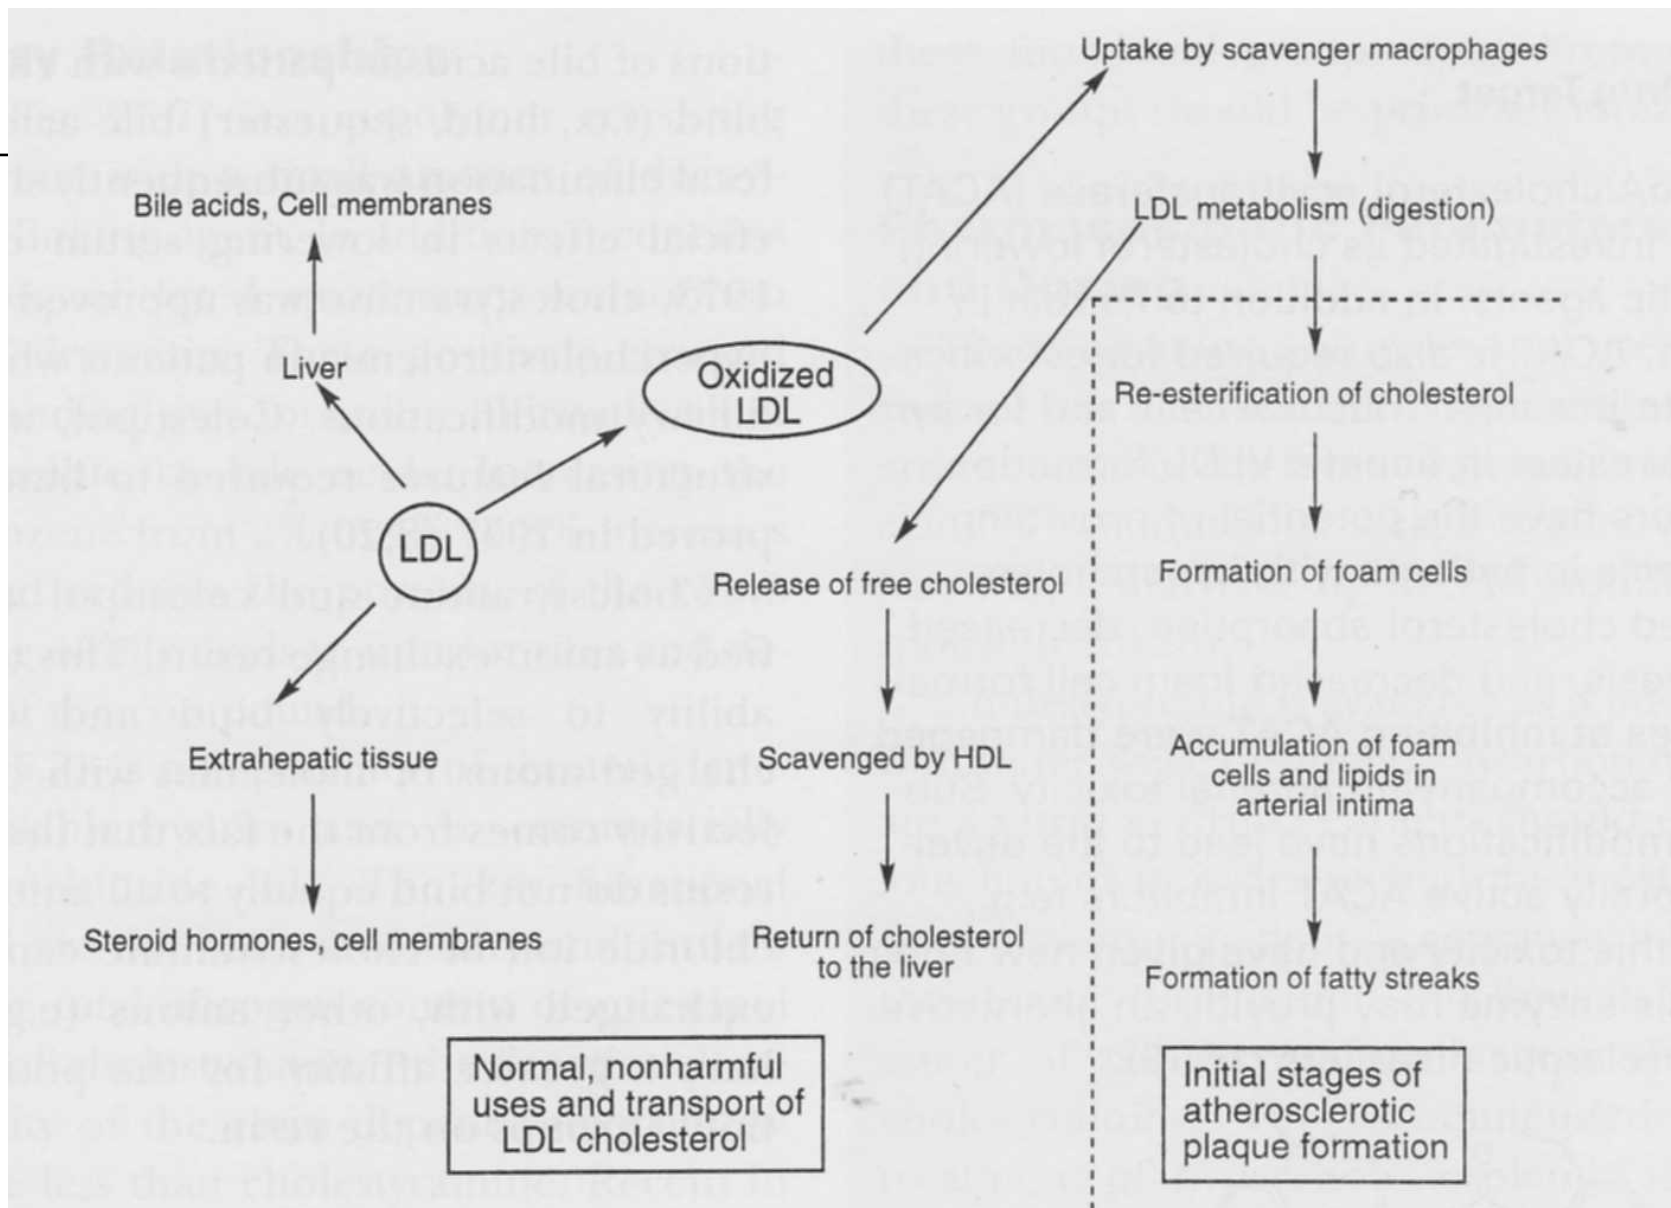 Uptake by scavenger macrophages
Bile acids, Cell membranes
LDL metabolism (digestion)
Liver
Oxidized
LDL
Re-esterification of cholesterol
LDL
Release of free cholesterol
Formation of foam cells
Extrahepatic tissue
Scavenged by HDL
Accumulation of foam
cells and lipids in
arterial intima
Steroid hormones, cell membranes
Return of cholesterol
to the liver
Formation of fatty streaks
Normal, nonharmful
uses and transport of
LDL cholesterol
Initial stages of
atherosclerotic
plaque formation